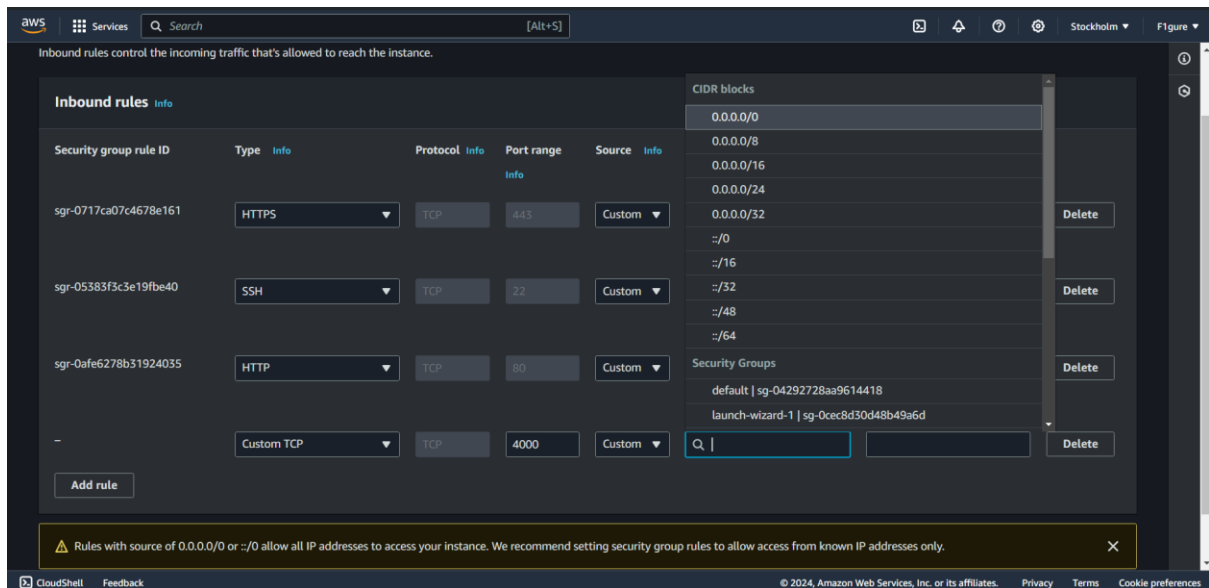 aws Services Search [Alt+S] Stockholm ▼ F1gure ▼
Inbound rules control the incoming traffic that's allowed to reach the instance.
Inbound rules Info
Security group rule ID Type Info Protocol Info Port range Info Source Info
CIDR blocks
0.0.0.0/0
0.0.0.0/8
0.0.0.0/16
0.0.0.0/24
0.0.0.0/32
::/0
::/16
::/32
::/48
::/64
Security Groups
default | sg-04292728aa9614418
launch-wizard-1 | sg-0cec8d30d48b49a6d
sgr-0717ca07c4678e161 HTTPS TCP 443 Custom Delete
sgr-05383f3c3e19fbe40 SSH TCP 22 Custom Delete
sgr-0afe6278b31924035 HTTP TCP 80 Custom Delete
– Custom TCP TCP 4000 Custom Delete
Add rule
Rules with source of 0.0.0.0/0 or ::/0 allow all IP addresses to access your instance. We recommend setting security group rules to allow access from known IP addresses only.
CloudShell Feedback © 2024, Amazon Web Services, Inc. or its affiliates. Privacy Terms Cookie preferences